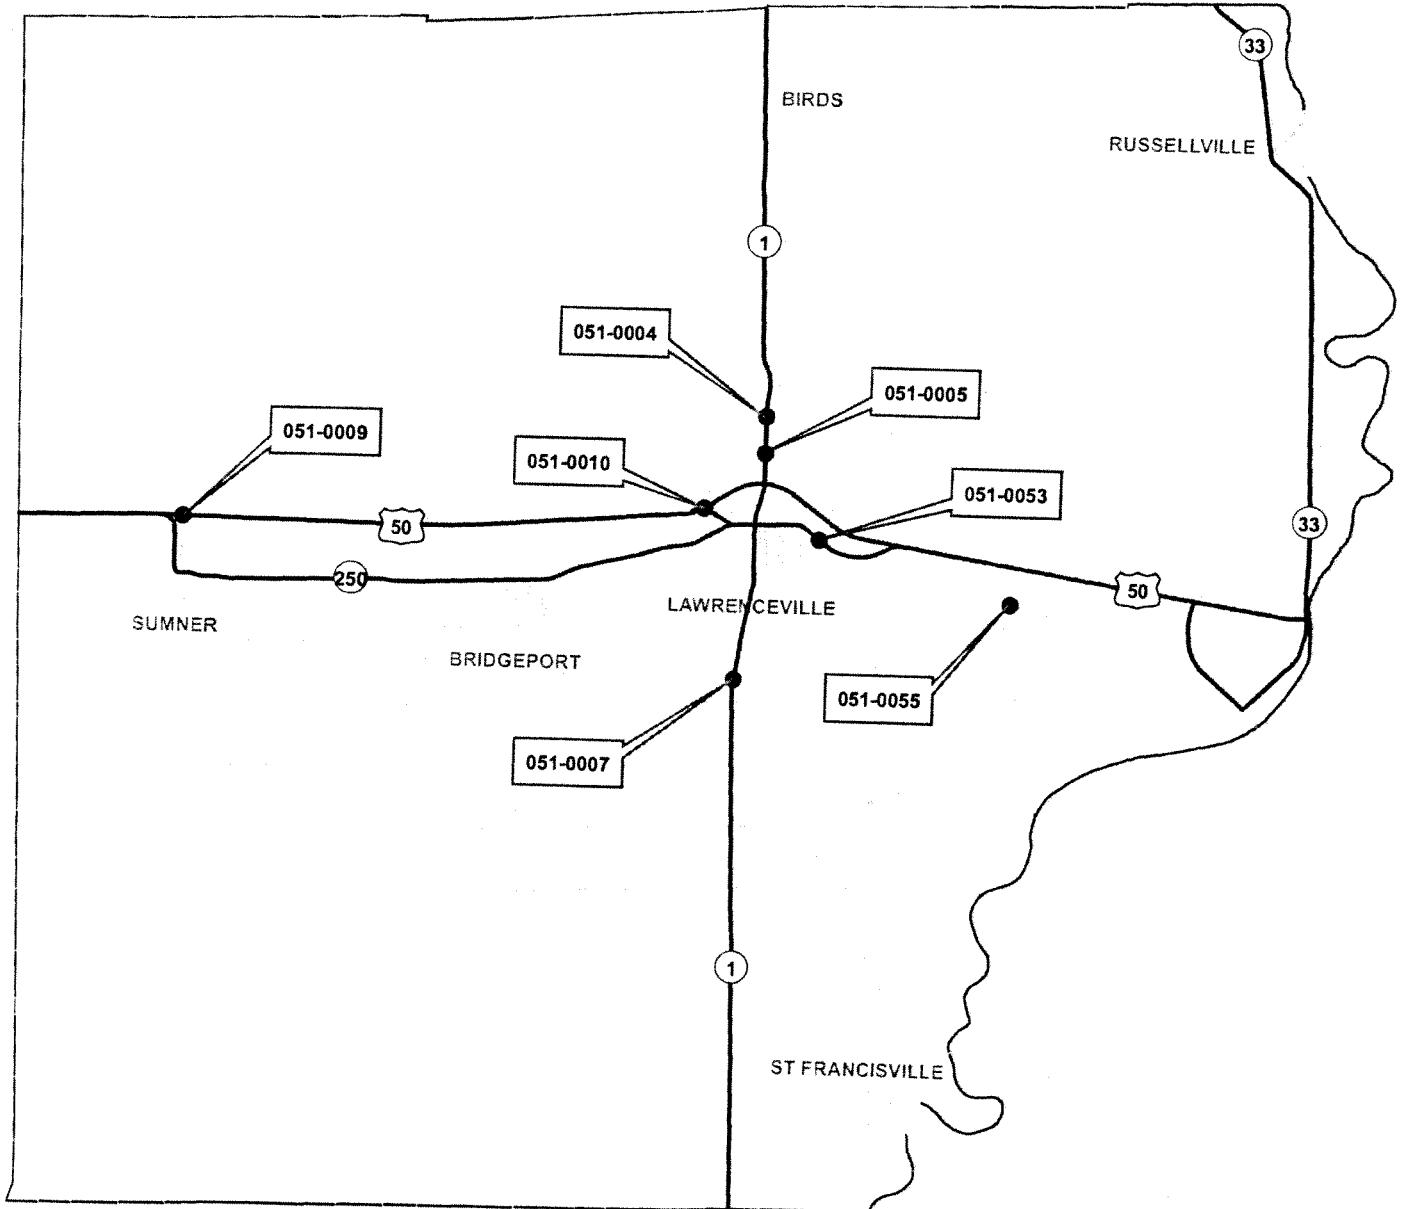 33
BIRDS
RUSSELLVILLE
1
051-0004
051-0005
051-0009
051-0010
051-0053
50
33
250
50
LAWRENCEVILLE
SUMNER
BRIDGEPORT
051-0055
051-0007
1
ST FRANCISVILLE